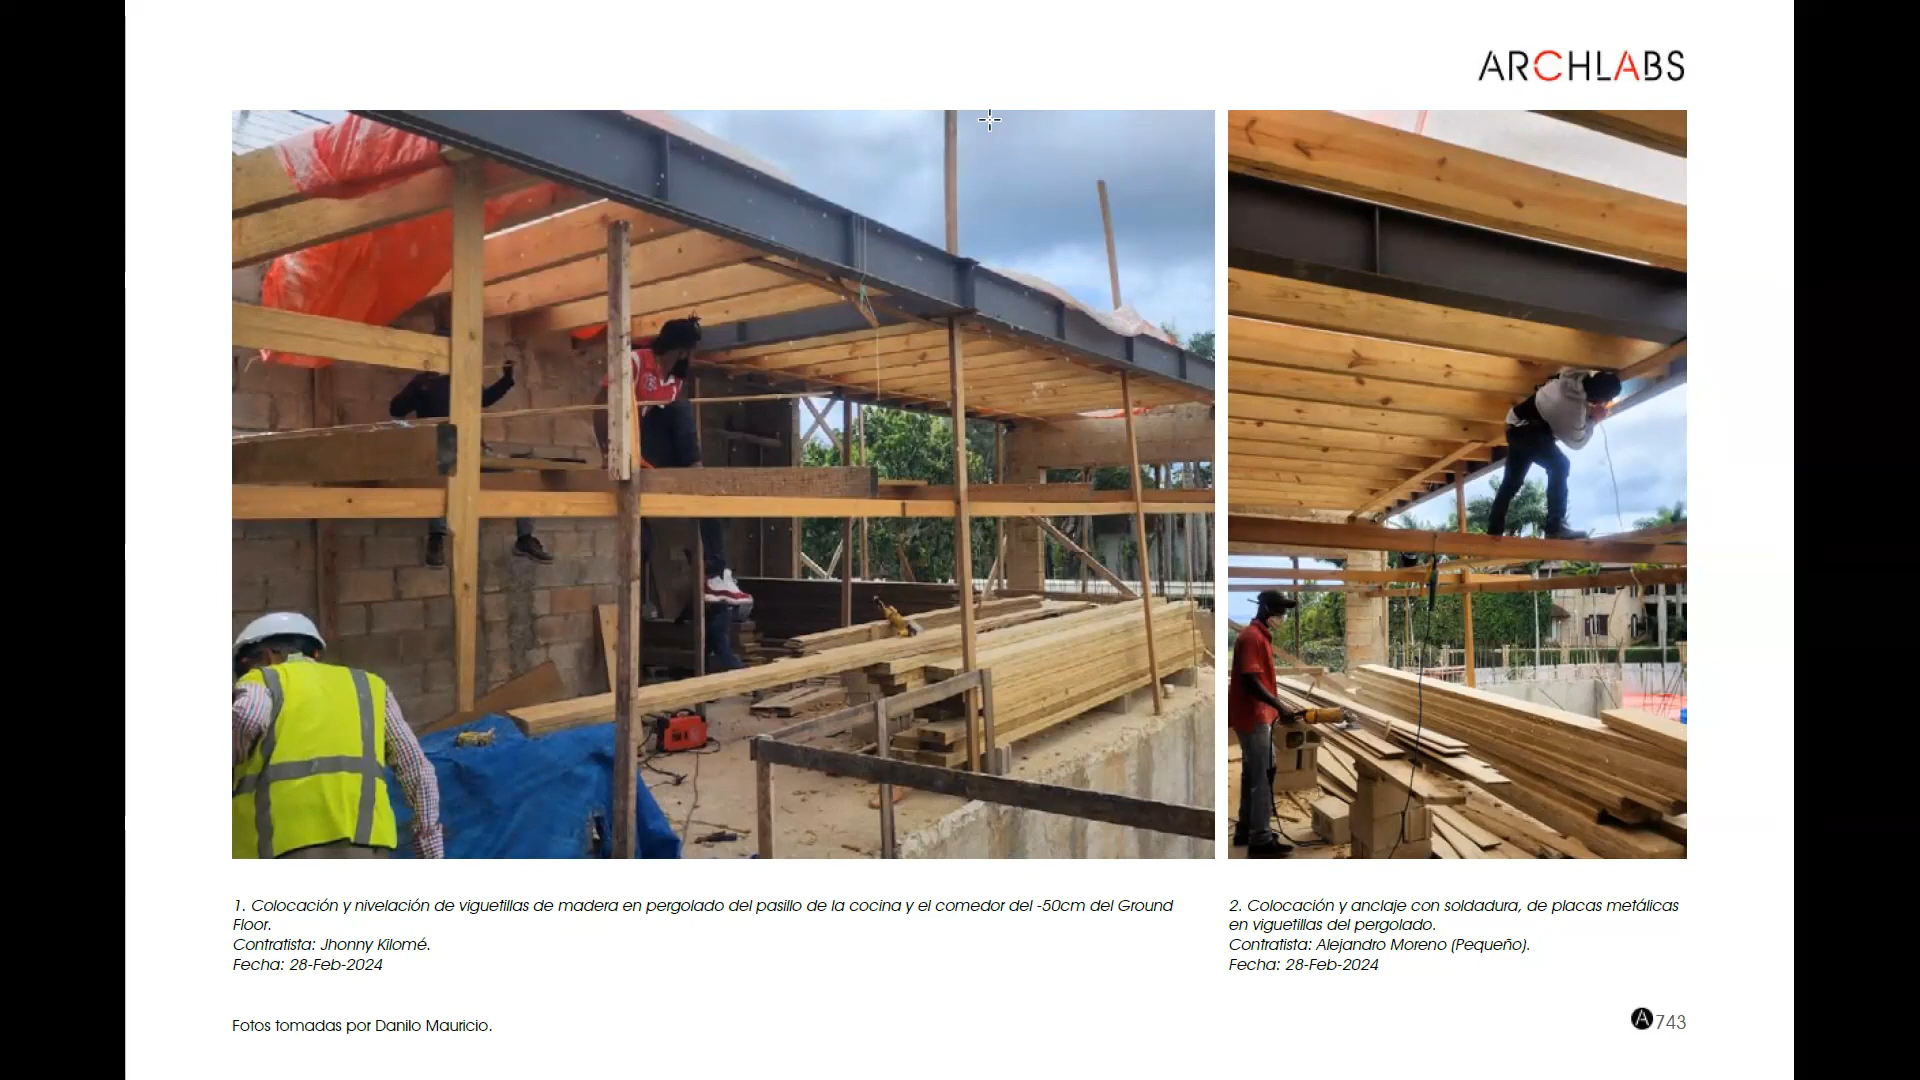 ARCHLABS
1. Colocación y nivelación de viguetillas de madera en pergolado del pasillo de la cocina y el comedor del -50cm del Ground
Floor.
Contratista: Jhonny Kilomé.
Fecha: 28-Feb-2024
2. Colocación y anclaje con soldadura, de placas metálicas
en viguetillas del pergolado.
Contratista: Alejandro Moreno (Pequeño).
Fecha: 28-Feb-2024
Fotos tomadas por Danilo Mauricio.
A 743